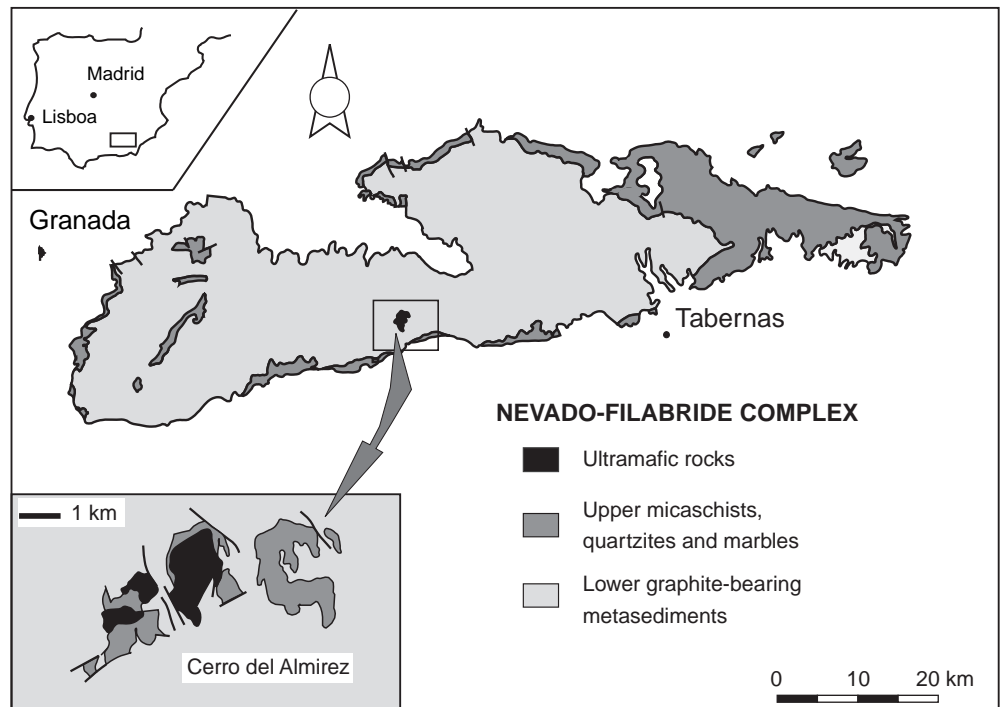 Madrid
Lisboa
Granada
Tabernas
NEVADO-FILABRIDE COMPLEX
Ultramafic rocks
Upper micaschists,
quartzites and marbles
Lower graphite-bearing
metasediments
1 km
Cerro del Almirez
0 10 20 km